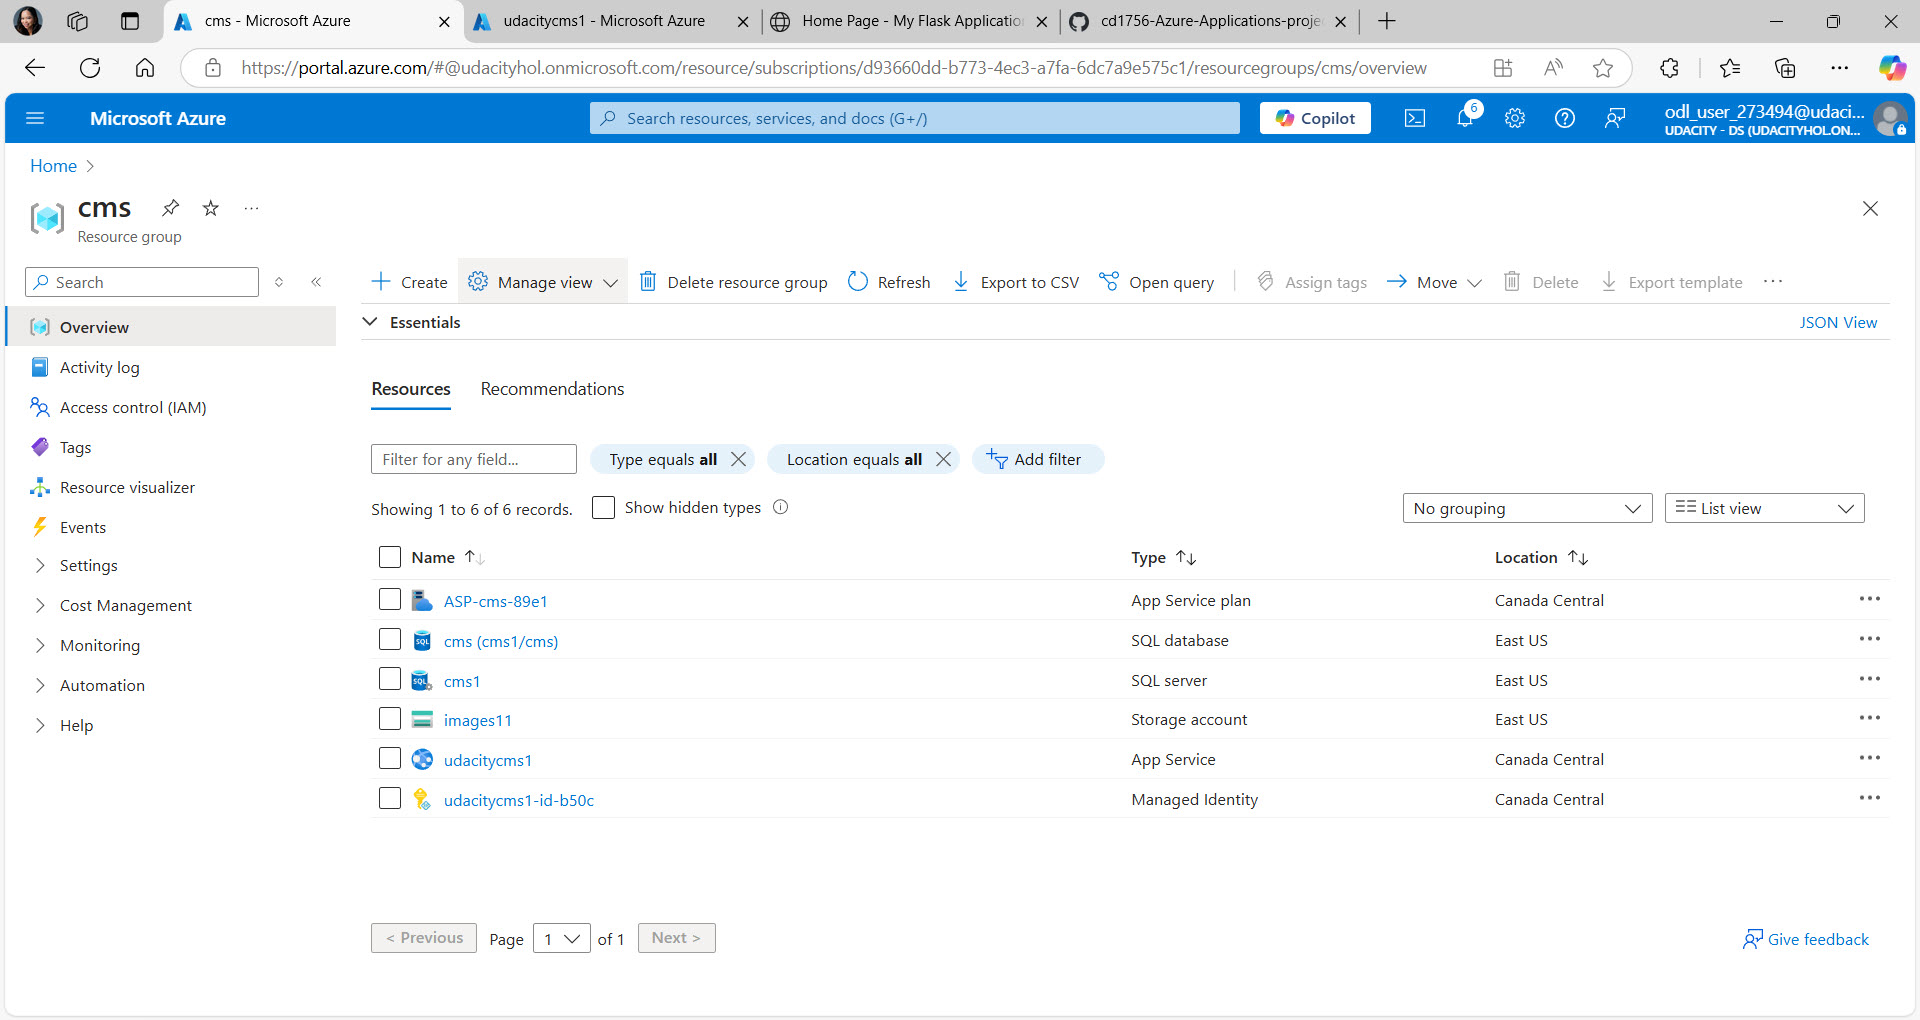 cms - Microsoft Azure
udacitycms1 - Microsoft Azure
Home Page - My Flask Applicatio
cd1756-Azure-Applications-proje
https://portal.azure.com/#@udacityhol.onmicrosoft.com/resource/subscriptions/d93660dd-b773-4ec3-a7fa-6dc7a9e575c1/resourcegroups/cms/overview
Microsoft Azure
Search resources, services, and docs (G+/)
Copilot
6
odl_user_273494@udaci...
UDACITY - DS (UDACITYHOL.ON...
Home
cms
Resource group
Search
Create
Manage view
Delete resource group
Refresh
Export to CSV
Open query
Assign tags
Move
Delete
Export template
Overview
Activity log
Access control (IAM)
Tags
Resource visualizer
Events
Settings
Cost Management
Monitoring
Automation
Help
Essentials
JSON View
Resources
Recommendations
Filter for any field...
Type equals all
Location equals all
Add filter
Showing 1 to 6 of 6 records.
Show hidden types
No grouping
List view
Name Type Location
ASP-cms-89e1 App Service plan Canada Central
cms (cms1/cms) SQL database East US
cms1 SQL server East US
images11 Storage account East US
udacitycms1 App Service Canada Central
udacitycms1-id-b50c Managed Identity Canada Central
< Previous Page 1 of 1 Next >
Give feedback